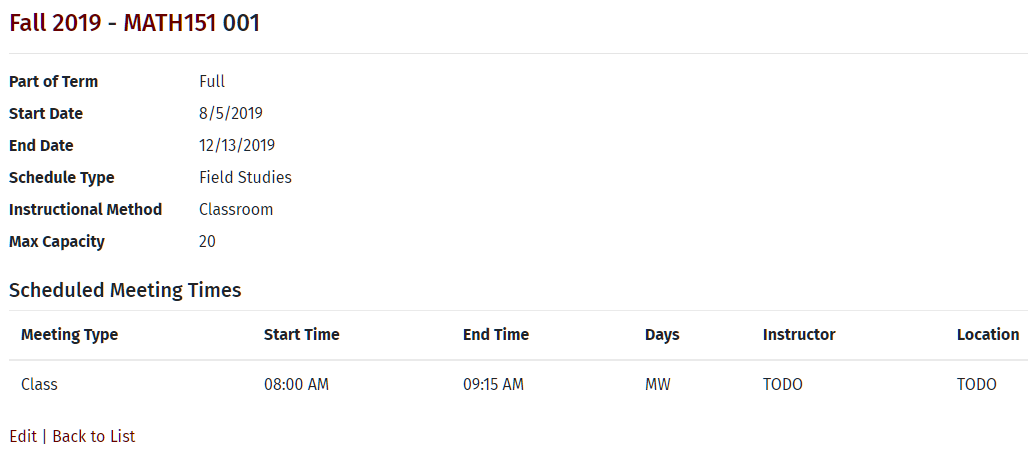 Fall 2019 - MATH151 001
Part of Term Full
Start Date 8/5/2019
End Date 12/13/2019
Schedule Type Field Studies
Instructional Method Classroom
Max Capacity 20
Scheduled Meeting Times
Meeting Type Start Time End Time Days Instructor Location
Class 08:00 AM 09:15 AM MW TODO TODO
Edit | Back to List